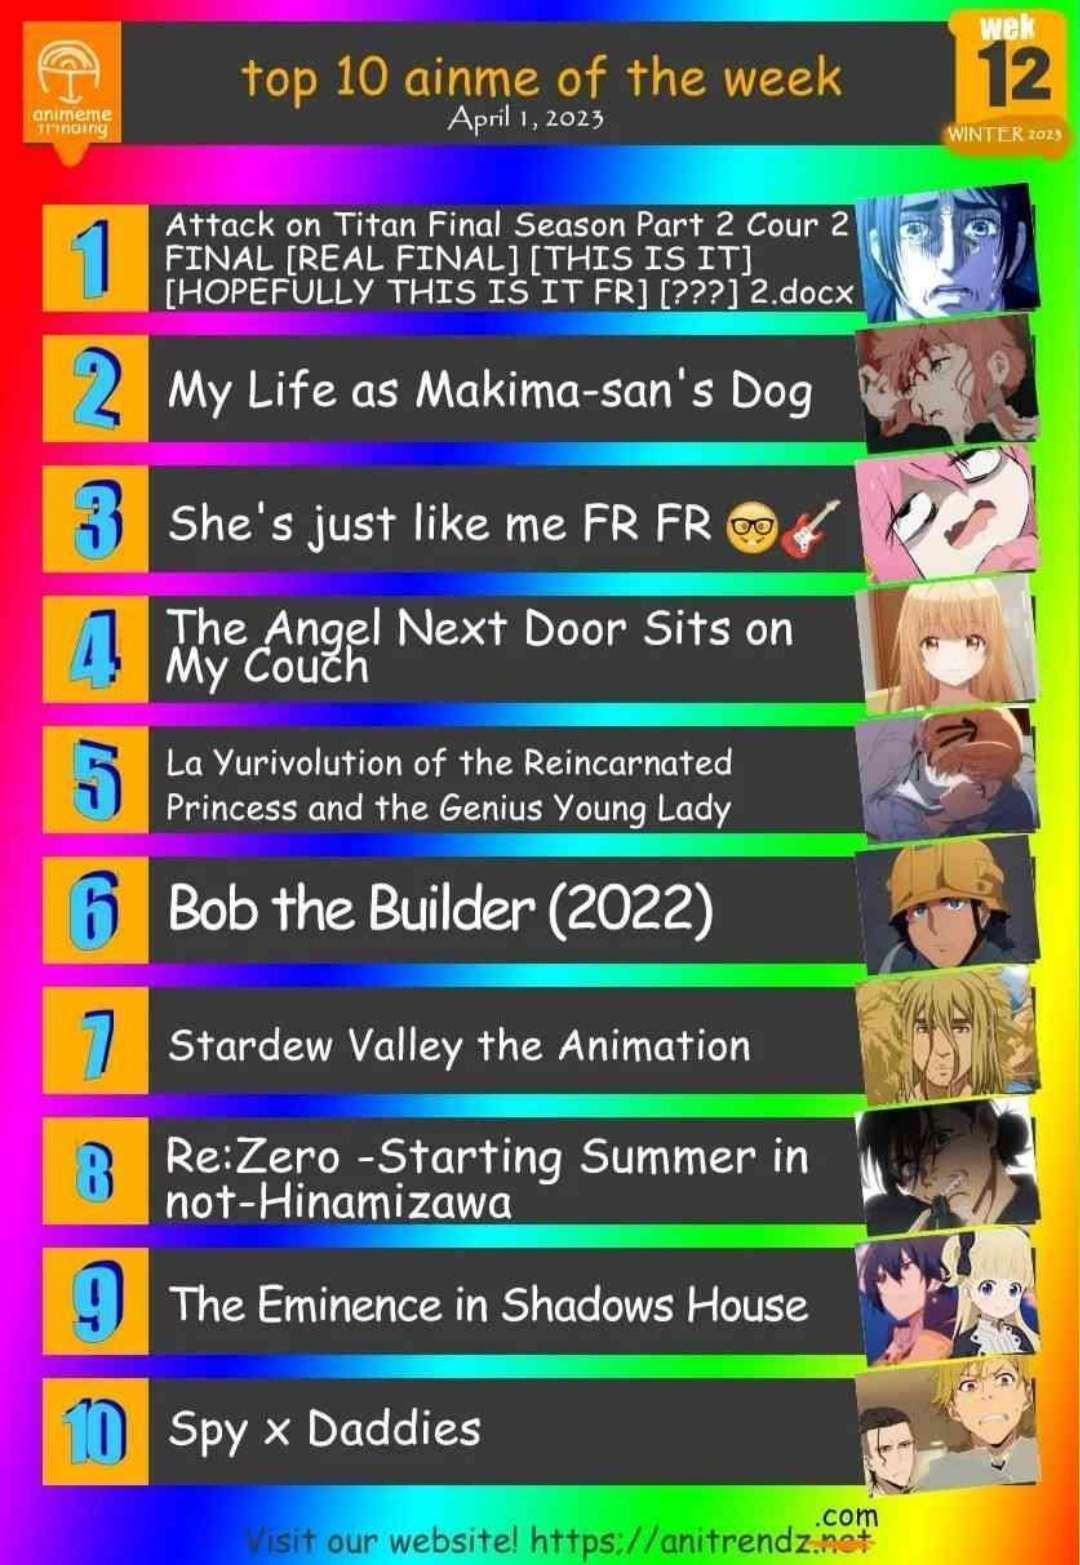 animeme
trinding
top 10 ainme of the week
April 1, 2023
wek
12
WINTER 2023
1
Attack on Titan Final Season Part 2 Cour 2
FINAL [REAL FINAL] [THIS IS IT]
[HOPEFULLY THIS IS IT FR] [???] 2.docx
2
My Life as Makima-san's Dog
3
She's just like me FR FR 🤓🎸
4
The Angel Next Door Sits on
My Couch
5
La Yurivolution of the Reincarnated
Princess and the Genius Young Lady
6
Bob the Builder (2022)
7
Stardew Valley the Animation
8
Re:Zero -Starting Summer in
not-Hinamizawa
9
The Eminence in Shadows House
10
Spy x Daddies
.com
Visit our website! https://anitrendz.net